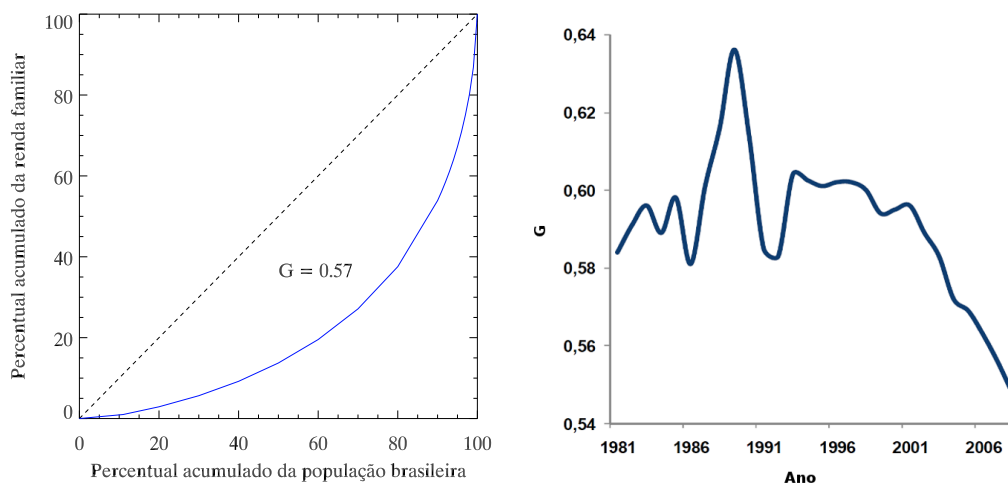 100
80
60
40
20
0
Percentual acumulado da renda familiar
G = 0.57
0 20 40 60 80 100
Percentual acumulado da população brasileira
0,64
0,62
0,60
0,58
0,56
0,54
G
1981 1986 1991 1996 2001 2006
Ano